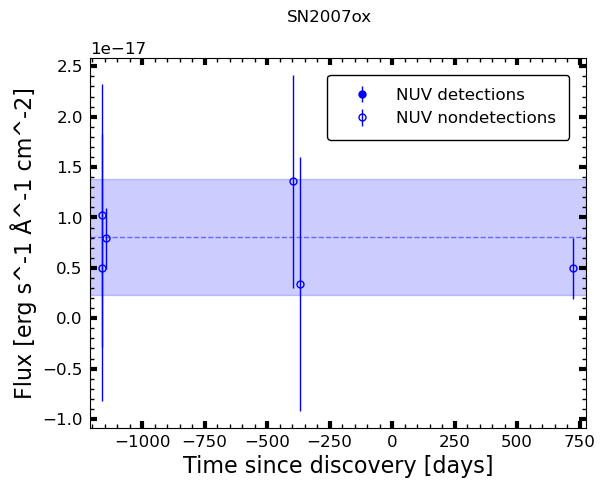 SN2007ox
1e−17
2.5
2.0
1.5
1.0
0.5
0.0
−0.5
−1.0
Flux [erg s^-1 Å^-1 cm^-2]
NUV detections
NUV nondetections
−1000 −750 −500 −250 0 250 500 750
Time since discovery [days]